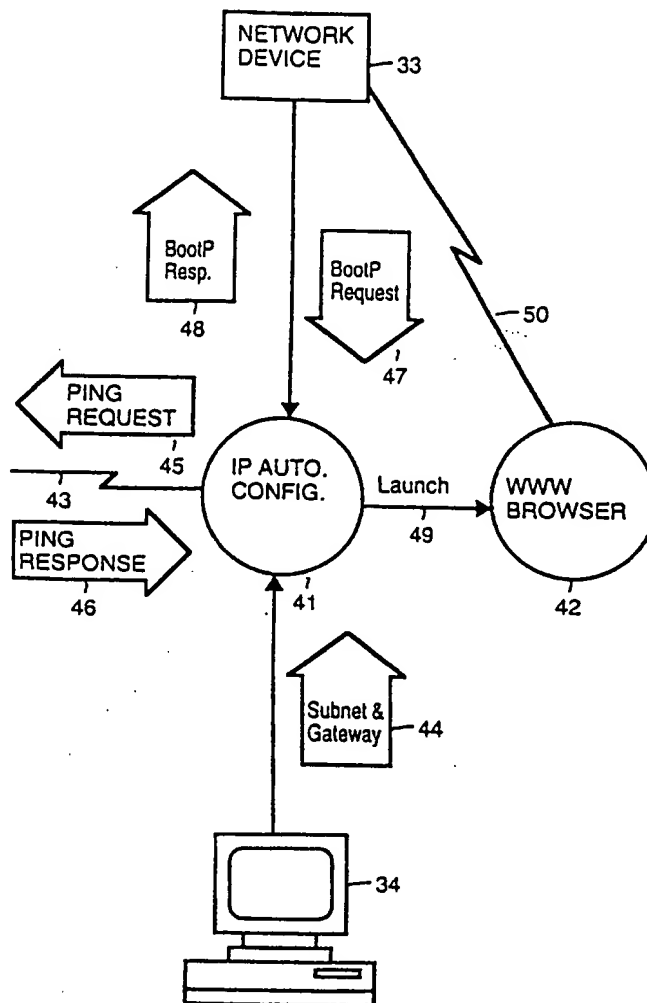 NETWORK
DEVICE
33
BootP
Resp.
48
BootP
Request
47
50
PING
REQUEST
45
43
IP AUTO.
CONFIG.
41
Launch
49
WWW
BROWSER
42
PING
RESPONSE
46
Subnet &
Gateway
44
34